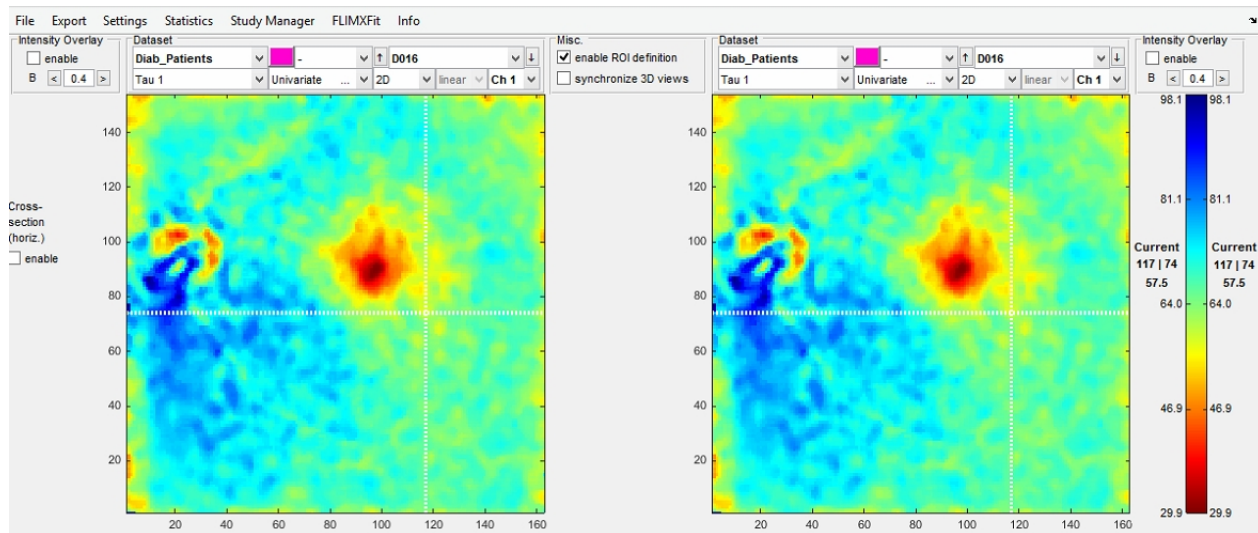 File Export Settings Statistics Study Manager FLIMXFit Info
Intensity Overlay Dataset Misc. Dataset Intensity Overlay
enable Diab_Patients - ↑ D016 ↓ enable ROI definition Diab_Patients - ↑ D016 ↓ enable
B < 0.4 > Tau 1 Univariate ... 2D linear Ch 1 synchronize 3D views Tau 1 Univariate ... 2D linear Ch 1 B < 0.4 >
98.1 98.1
140 140
120 120
Cross- 81.1 81.1
section
(horiz.) 100 100 Current Current
enable 117 | 74 117 | 74
80 80 57.5 57.5
64.0 64.0
60 60
40 40 46.9 46.9
20 20
29.9 29.9
20 40 60 80 100 120 140 160 20 40 60 80 100 120 140 160